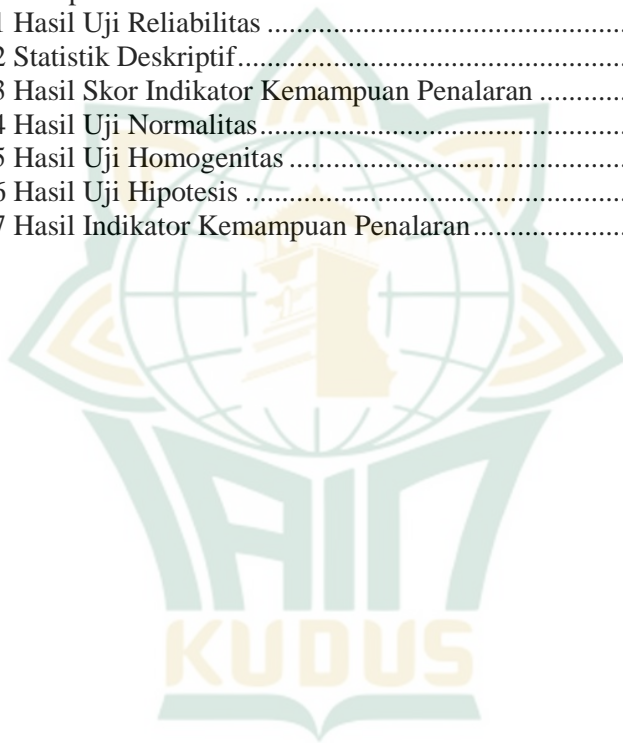 1 Hasil Uji Reliabilitas ................................................
2 Statistik Deskriptif....................................................
3 Hasil Skor Indikator Kemampuan Penalaran ............
4 Hasil Uji Normalitas.................................................
5 Hasil Uji Homogenitas .............................................
6 Hasil Uji Hipotesis ...................................................
7 Hasil Indikator Kemampuan Penalaran.....................
IAIN
KUDUS